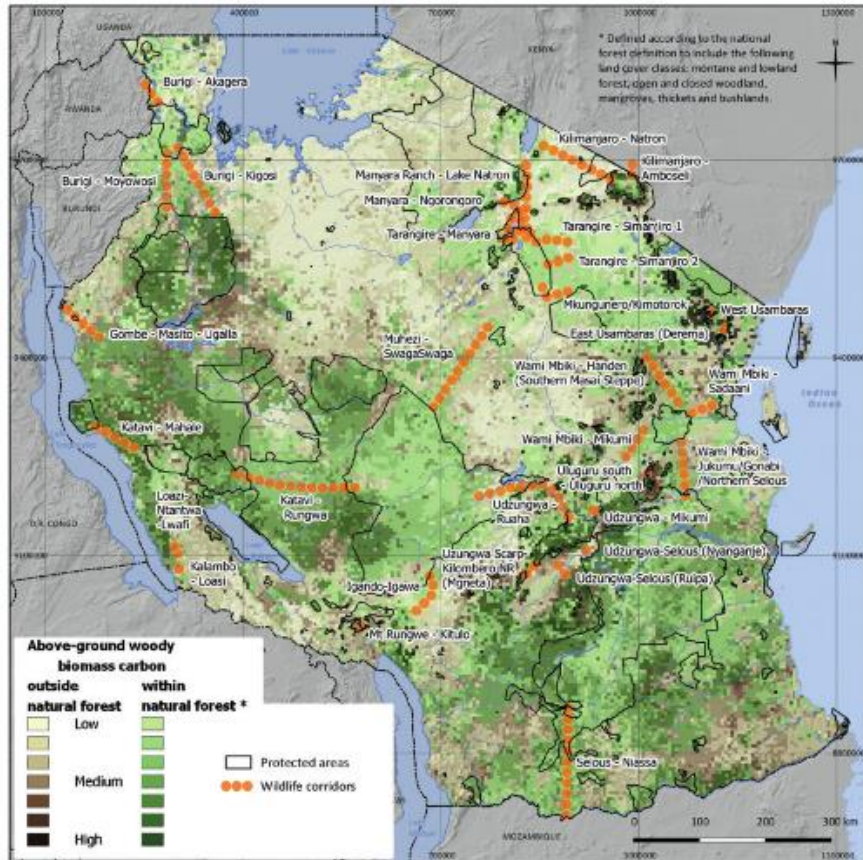 UGANDA
400000
700000
1000000
1300000
KENYA
* Defined according to the national
forest definition to include the following
land cover classes: montane and lowland
forest, open and closed woodland,
mangroves, thickets and bushlands.
N
Burigi - Akagera
RWANDA
Kilimanjaro - Natron
Kilimanjaro -
Amboseli
Burigi - Moyowosi
Burigi - Kigosi
BURUNDI
Manyara Ranch - Lake Natron
Manyara - Ngorongoro
Tarangire - Manyara
Tarangire - Simanjiro 1
Tarangire - Simanjiro 2
Mkungunero/Kimotorok
West Usambaras
East Usambaras (Derema)
Gombe - Masito - Ugalla
Muhezi -
SwagaSwaga
Wami Mbiki - Handeni
(Southern Masai Steppe)
Wami Mbiki -
Sadaani
Indian
Ocean
Katavi - Mahale
Wami Mbiki - Mikumi
Wami Mbiki -
Jukumu/Gonabi
/Northern Selous
Uluguru south
- Uluguru north
Katavi -
Rungwa
Loazi-
Ntantwa
-Lwafi
Udzungwa -
Ruaha
Udzungwa - Mikumi
D.R. CONGO
Kalambo
- Loasi
Uzungwa Scarp-
Kilombero NR
(Mgneta)
Udzungwa-Selous (Nyanganje)
Udzungwa-Selous (Ruipa)
Igando-Igawa
Mt Rungwe - Kitulo
Selous - Niassa
MOZAMBIQUE
Above-ground woody
biomass carbon
outside
natural forest
within
natural forest *
Low
Medium
High
Protected areas
Wildlife corridors
0
100
200
300 km